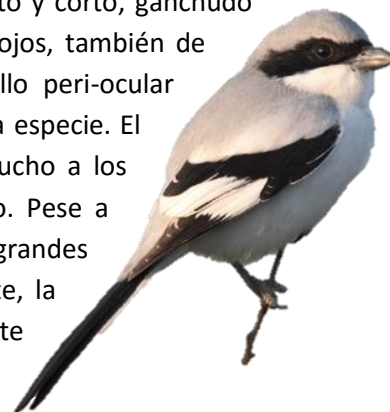 to y corto, ganchudo
ojos, también de
llo peri-ocular
a especie. El
ucho a los
o. Pese a
grandes
te, la
te